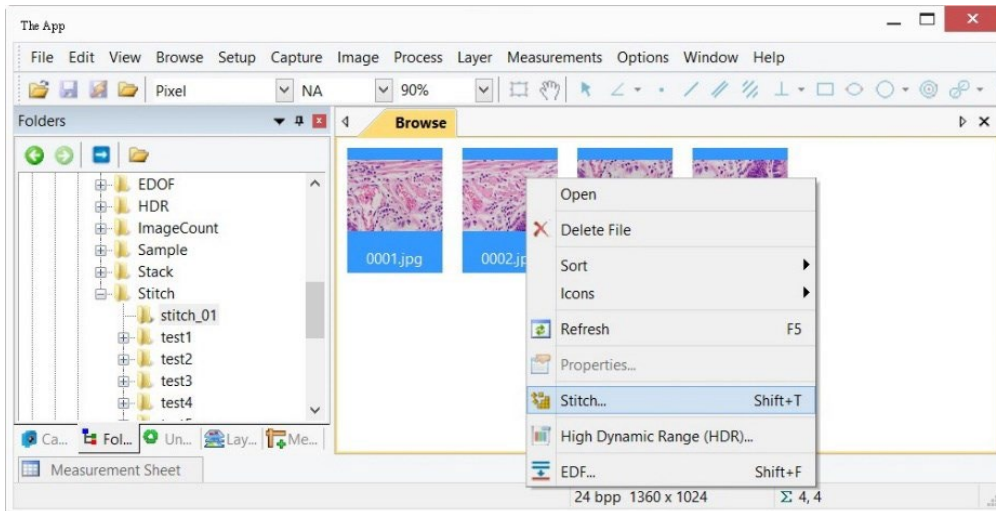 The App
File Edit View Browse Setup Capture Image Process Layer Measurements Options Window Help
Pixel NA 90%
Folders
Browse
EDOF
HDR
ImageCount
Sample
Stack
Stitch
stitch_01
test1
test2
test3
test4
Ca... Fol... Un... Lay... Me...
Measurement Sheet
0001.jpg 0002.jp
Open
Delete File
Sort
Icons
Refresh F5
Properties...
Stitch... Shift+T
High Dynamic Range (HDR)...
EDF... Shift+F
24 bpp 1360 x 1024 Σ 4, 4